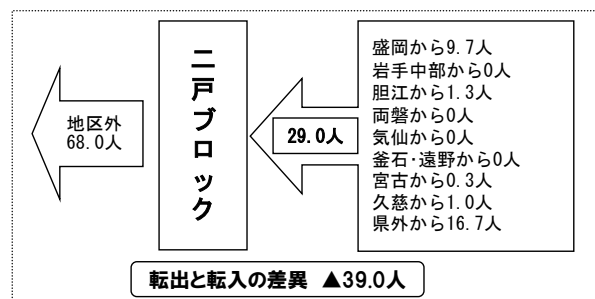 地区外
68.0人
二戸ブロック
29.0人
盛岡から9.7人
岩手中部から0人
胆江から1.3人
両磐から0人
気仙から0人
釜石・遠野から0人
宮古から0.3人
久慈から1.0人
県外から16.7人
転出と転入の差異 ▲39.0人